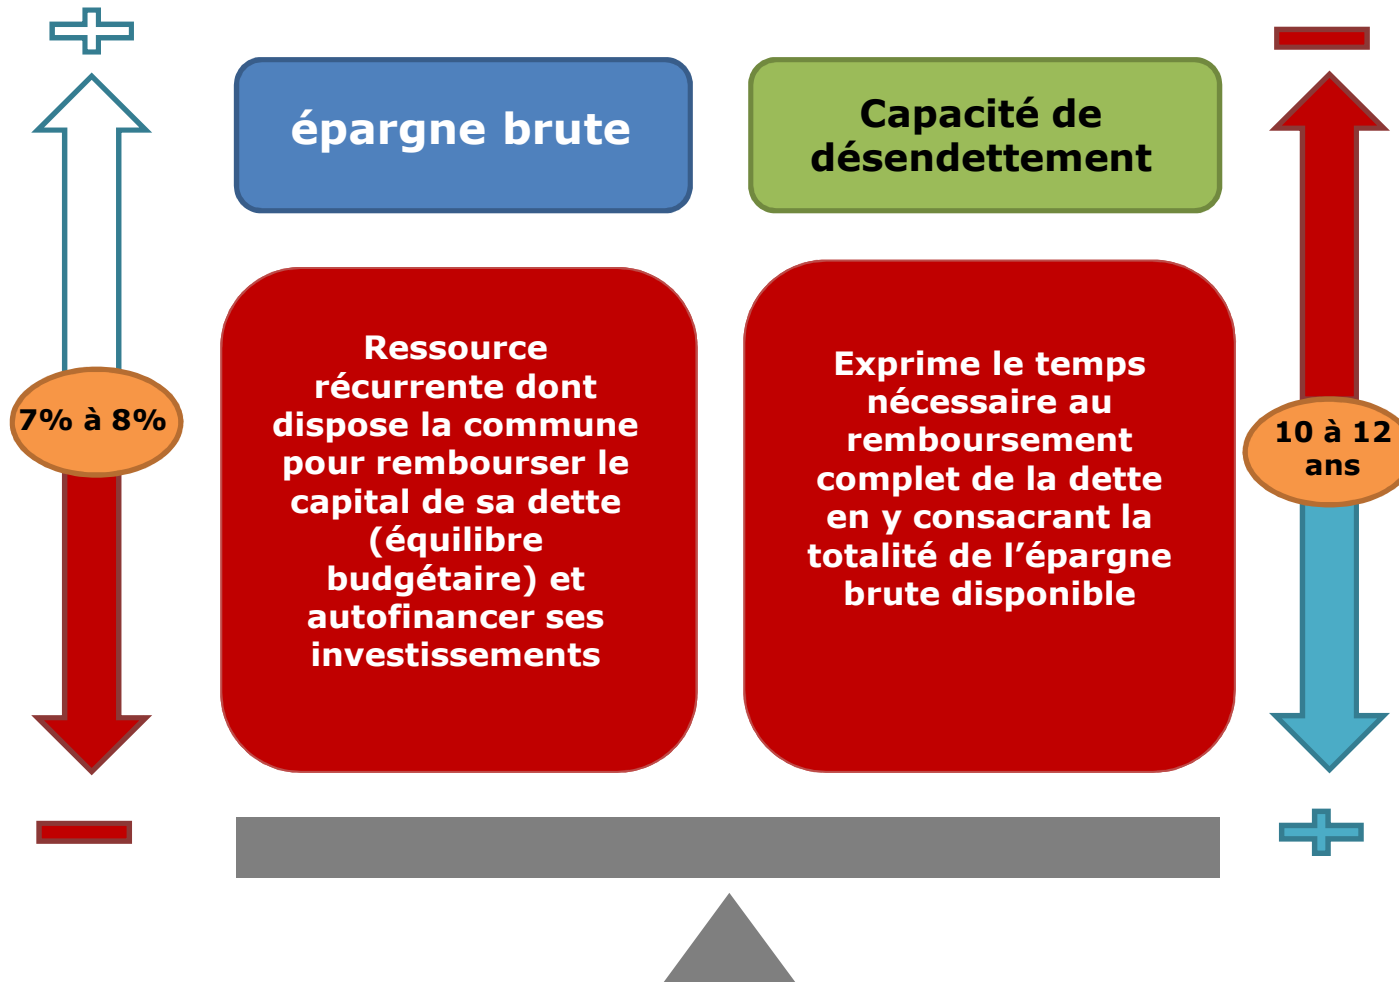 épargne brute
Capacité de
désendettement
7% à 8%
Ressource
récurrente dont
dispose la commune
pour rembourser le
capital de sa dette
(équilibre
budgétaire) et
autofinancer ses
investissements
Exprime le temps
nécessaire au
remboursement
complet de la dette
en y consacrant la
totalité de l’épargne
brute disponible
10 à 12
ans